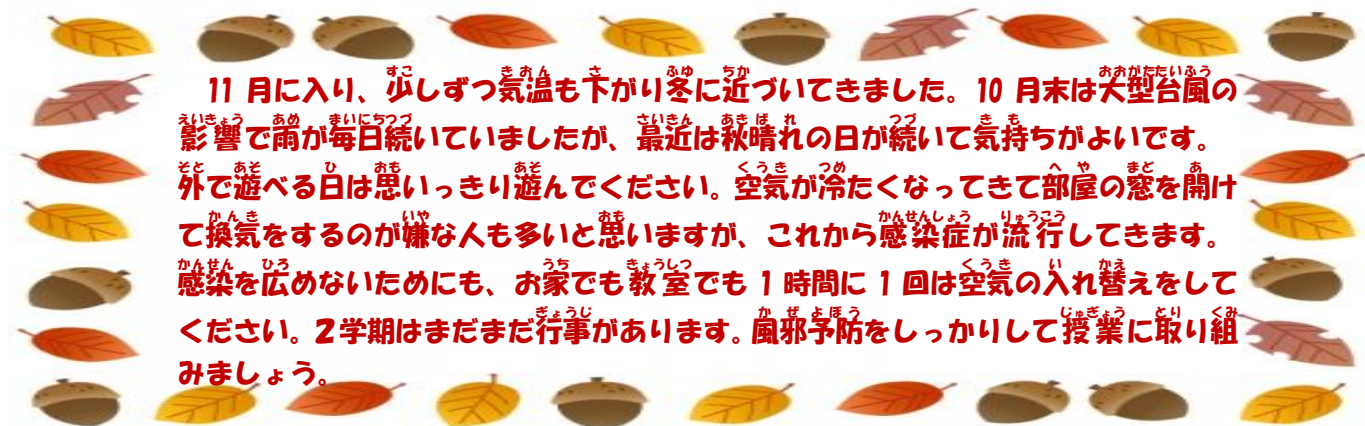 11 月に入り、少しずつ気温も下がり冬に近づいてきました。10 月末は大型台風の
影響で雨が毎日続いていましたが、最近は秋晴れの日が続いて気持ちがよいです。
外で遊べる日は思いっきり遊んでください。空気が冷たくなってきて部屋の窓を開け
て換気をするのが嫌な人も多いと思いますが、これから感染症が流行してきます。
感染を広めないためにも、お家でも教室でも 1 時間に 1 回は空気の入れ替えをして
ください。2学期はまだまだ行事があります。風邪予防をしっかりして授業に取り組
みましょう。